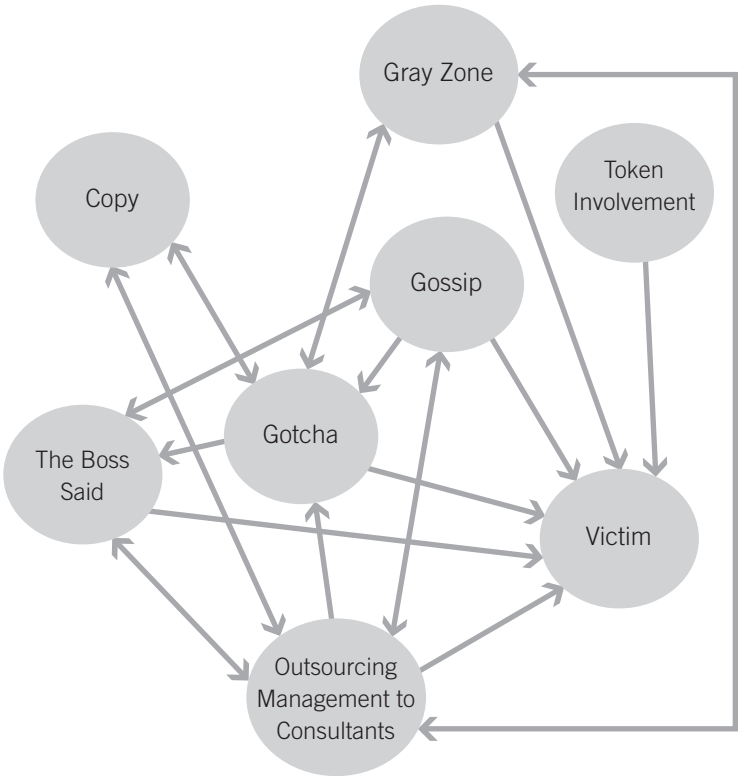 Gray Zone
Token
Involvement
Copy
Gossip
Gotcha
The Boss
Said
Victim
Outsourcing
Management to
Consultants